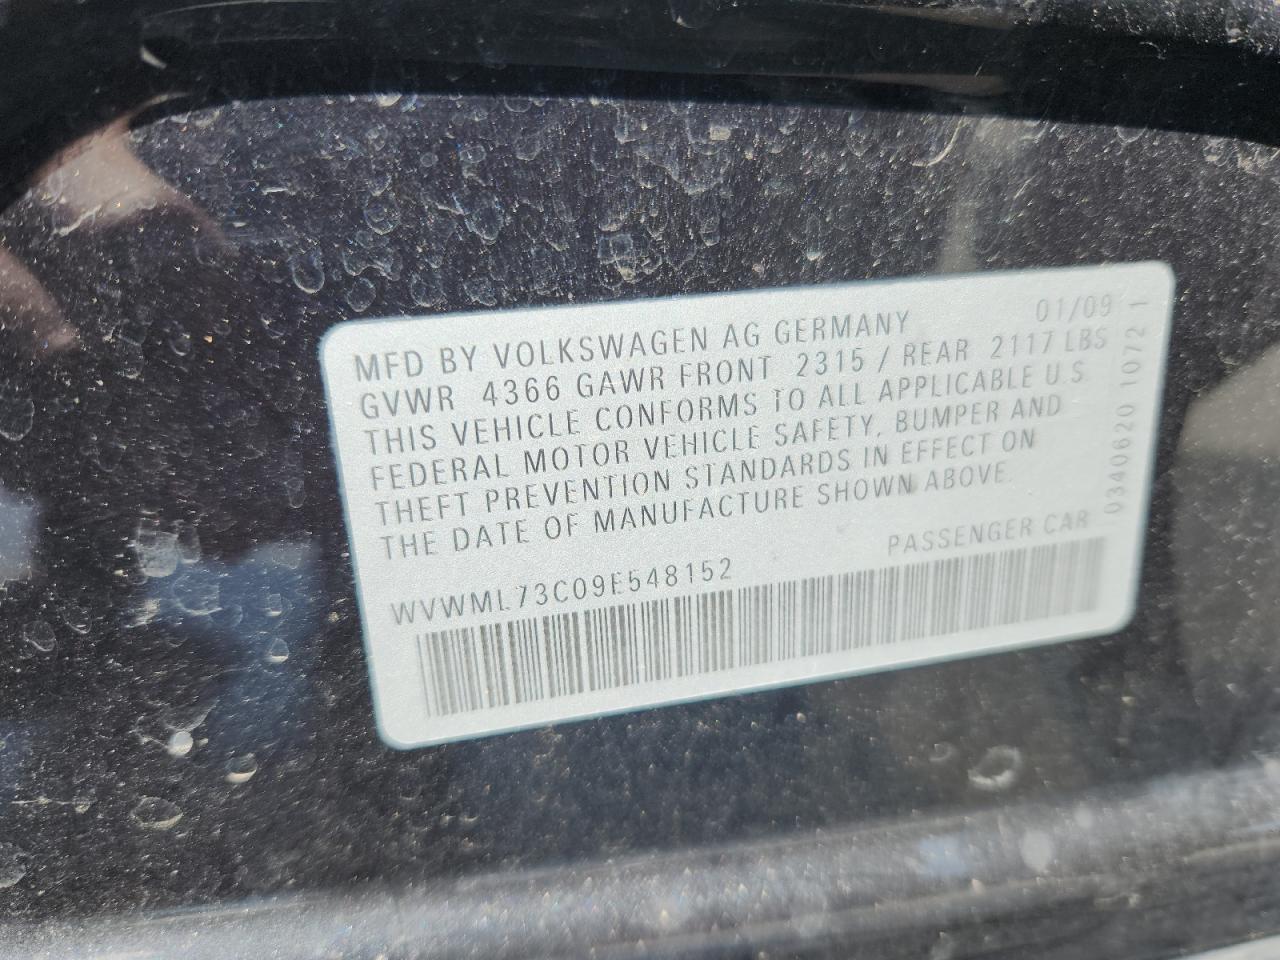 MFD BY VOLKSWAGEN AG GERMANY 01/09
GVWR 4366 GAWR FRONT 2315 / REAR 2117 LBS
THIS VEHICLE CONFORMS TO ALL APPLICABLE U.S
FEDERAL MOTOR VEHICLE SAFETY, BUMPER AND
THEFT PREVENTION STANDARDS IN EFFECT ON
THE DATE OF MANUFACTURE SHOWN ABOVE.
PASSENGER CAR
WVWML73C09E548152
0340620 1072 1